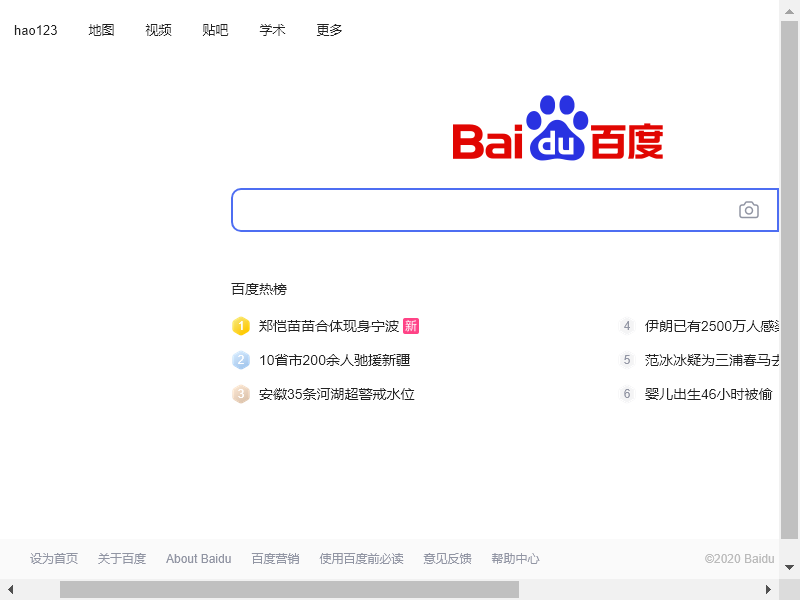 hao123 地图 视频 贴吧 学术 更多
Bai du 百度
百度热榜
1 郑恺苗苗合体现身宁波 新
2 10省市200余人驰援新疆
3 安徽35条河湖超警戒水位
4 伊朗已有2500万人感
5 范冰冰疑为三浦春马去
6 婴儿出生46小时被偷
设为首页 关于百度 About Baidu 百度营销 使用百度前必读 意见反馈 帮助中心 ©2020 Baidu